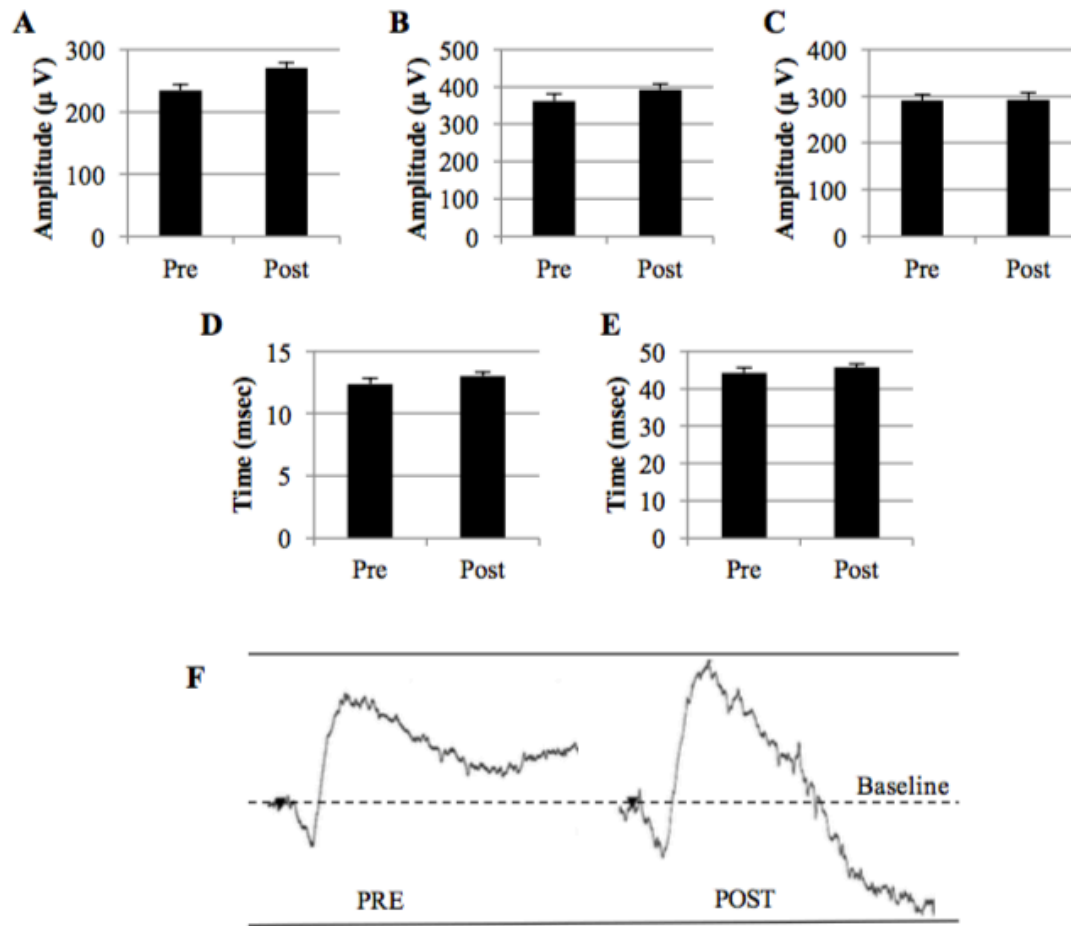 A
Amplitude (μ V)
300
200
100
0
Pre
Post
B
Amplitude (μ V)
500
400
300
200
100
0
Pre
Post
C
Amplitude (μ V)
400
300
200
100
0
Pre
Post
D
Time (msec)
15
10
5
0
Pre
Post
E
Time (msec)
50
40
30
20
10
0
Pre
Post
F
Baseline
PRE
POST